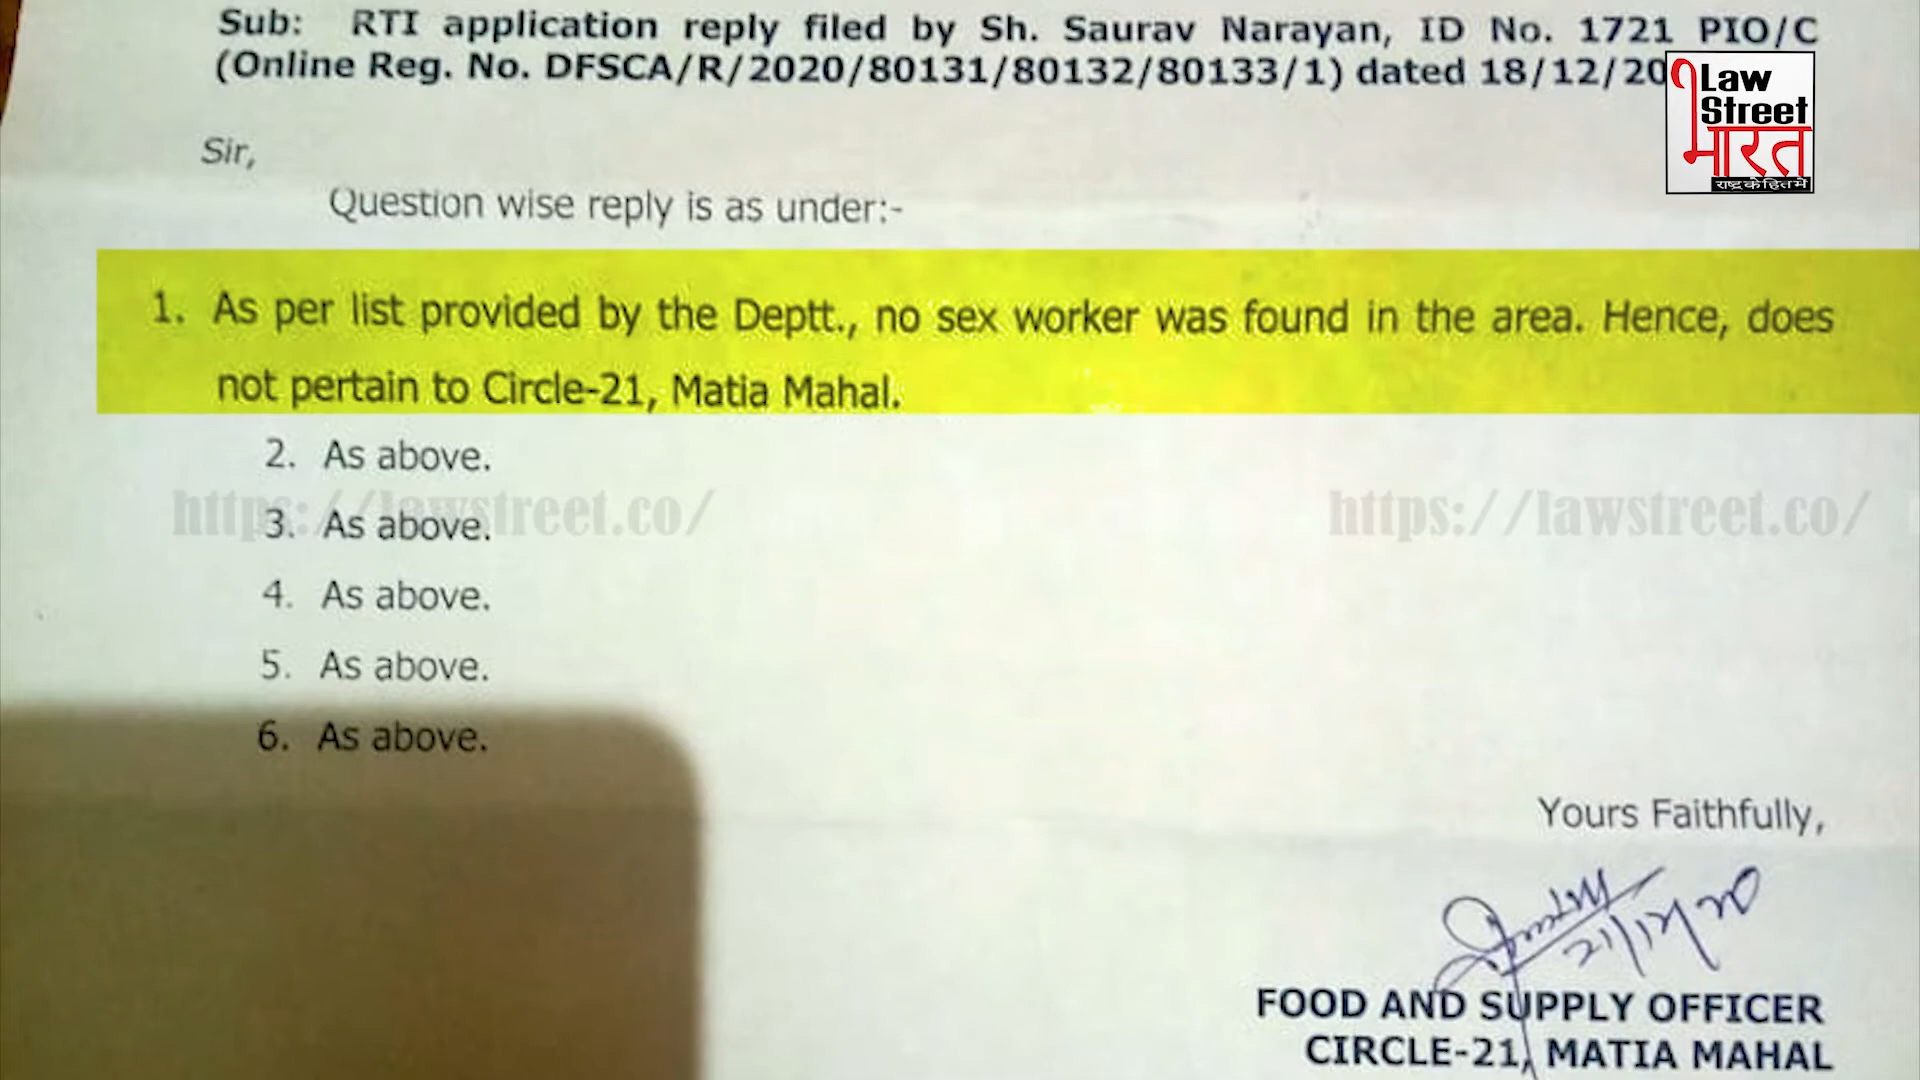 Sub: RTI application reply filed by Sh. Saurav Narayan, ID No. 1721 PIO/C
(Online Reg. No. DFSCA/R/2020/80131/80132/80133/1) dated 18/12/20
Law
Street
भारत
राष्ट्र के हित में
Sir,
Question wise reply is as under:-
1. As per list provided by the Deptt., no sex worker was found in the area. Hence, does
not pertain to Circle-21, Matia Mahal.
2. As above.
https://lawstreet.co/ https://lawstreet.co/
3. As above.
4. As above.
5. As above.
6. As above.
Yours Faithfully,
21/12/20
FOOD AND SUPPLY OFFICER
CIRCLE-21, MATIA MAHAL